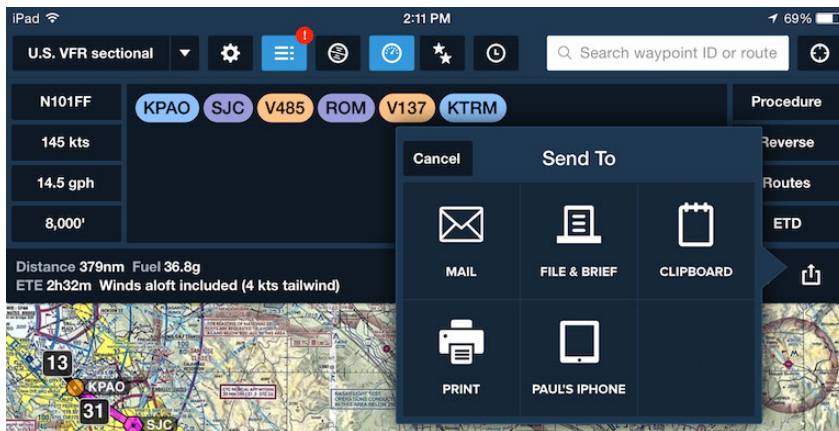 iPad 2:11 PM 69%
U.S. VFR sectional ! Search waypoint ID or route
N101FF KPAO SJC V485 ROM V137 KTRM Procedure
145 kts Cancel Send To Reverse
14.5 gph Routes
8,000' ETD
MAIL FILE & BRIEF CLIPBOARD
Distance 379nm Fuel 36.8g
ETE 2h32m Winds aloft included (4 kts tailwind)
PRINT PAUL'S IPHONE
13
KPAO
31
SJC